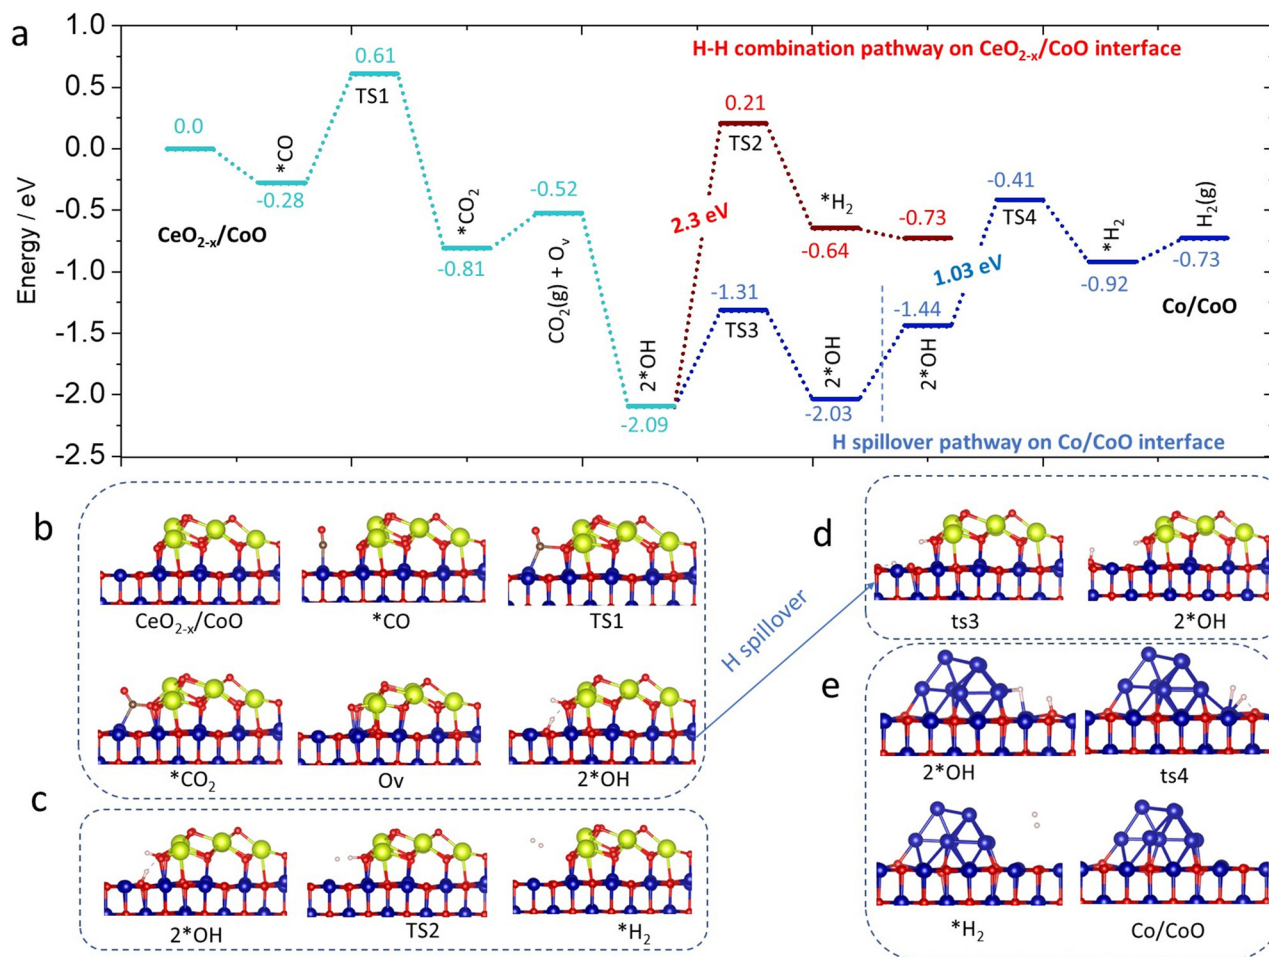 a
Energy / eV
1.0
0.5
0.0
-0.5
-1.0
-1.5
-2.0
-2.5
H-H combination pathway on CeO₂₋ₓ/CoO interface
0.0
*CO
-0.28
CeO₂₋ₓ/CoO
0.61
TS1
*CO₂
-0.81
-0.52
CO₂(g) + Oᵥ
2*OH
-2.09
2.3 eV
0.21
TS2
*H₂
-0.64
-0.73
-1.31
TS3
2*OH
-2.03
-1.44
2*OH
1.03 eV
-0.41
TS4
*H₂
-0.92
H₂(g)
-0.73
Co/CoO
H spillover pathway on Co/CoO interface
b
CeO₂₋ₓ/CoO
*CO
TS1
*CO₂
Ov
2*OH
H spillover
c
2*OH
TS2
*H₂
d
ts3
2*OH
e
2*OH
ts4
*H₂
Co/CoO